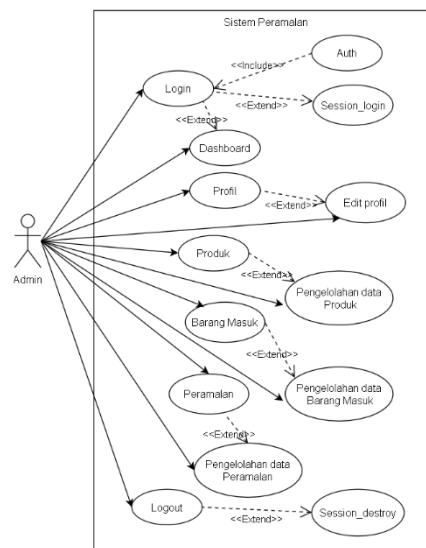 Sistem Peramalan
Auth
<<Include>>
Login
<<Extend>>
Session_login
<<Extend>>
Dashboard
Profil
<<Extend>>
Edit profil
Admin
Produk
<<Extend>>
Pengelolahan data
Produk
Barang Masuk
<<Extend>>
Pengelolahan data
Barang Masuk
Peramalan
<<Extend>>
Pengelolahan data
Peramalan
Logout
<<Extend>>
Session_destroy